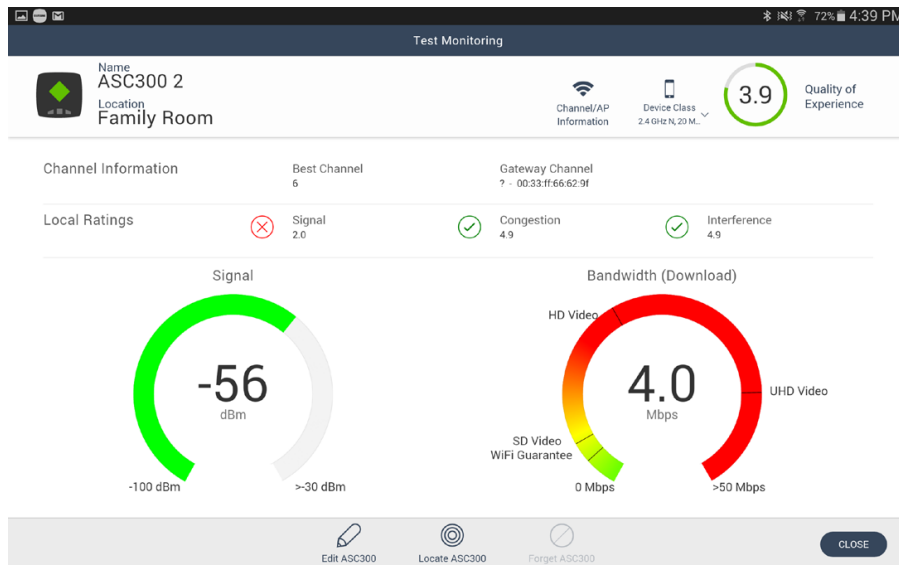 72% 4:39 PM
Test Monitoring
Name
ASC300 2
Location
Family Room
Channel/AP
Information
Device Class
2.4 GHz N, 20 M...
3.9
Quality of
Experience
Channel Information
Best Channel
6
Gateway Channel
? - 00:33:ff:66:62:9f
Local Ratings
Signal
2.0
Congestion
4.9
Interference
4.9
Signal
-56
dBm
-100 dBm
>-30 dBm
Bandwidth (Download)
HD Video
4.0
Mbps
UHD Video
SD Video
WiFi Guarantee
0 Mbps
>50 Mbps
Edit ASC300
Locate ASC300
Forget ASC300
CLOSE